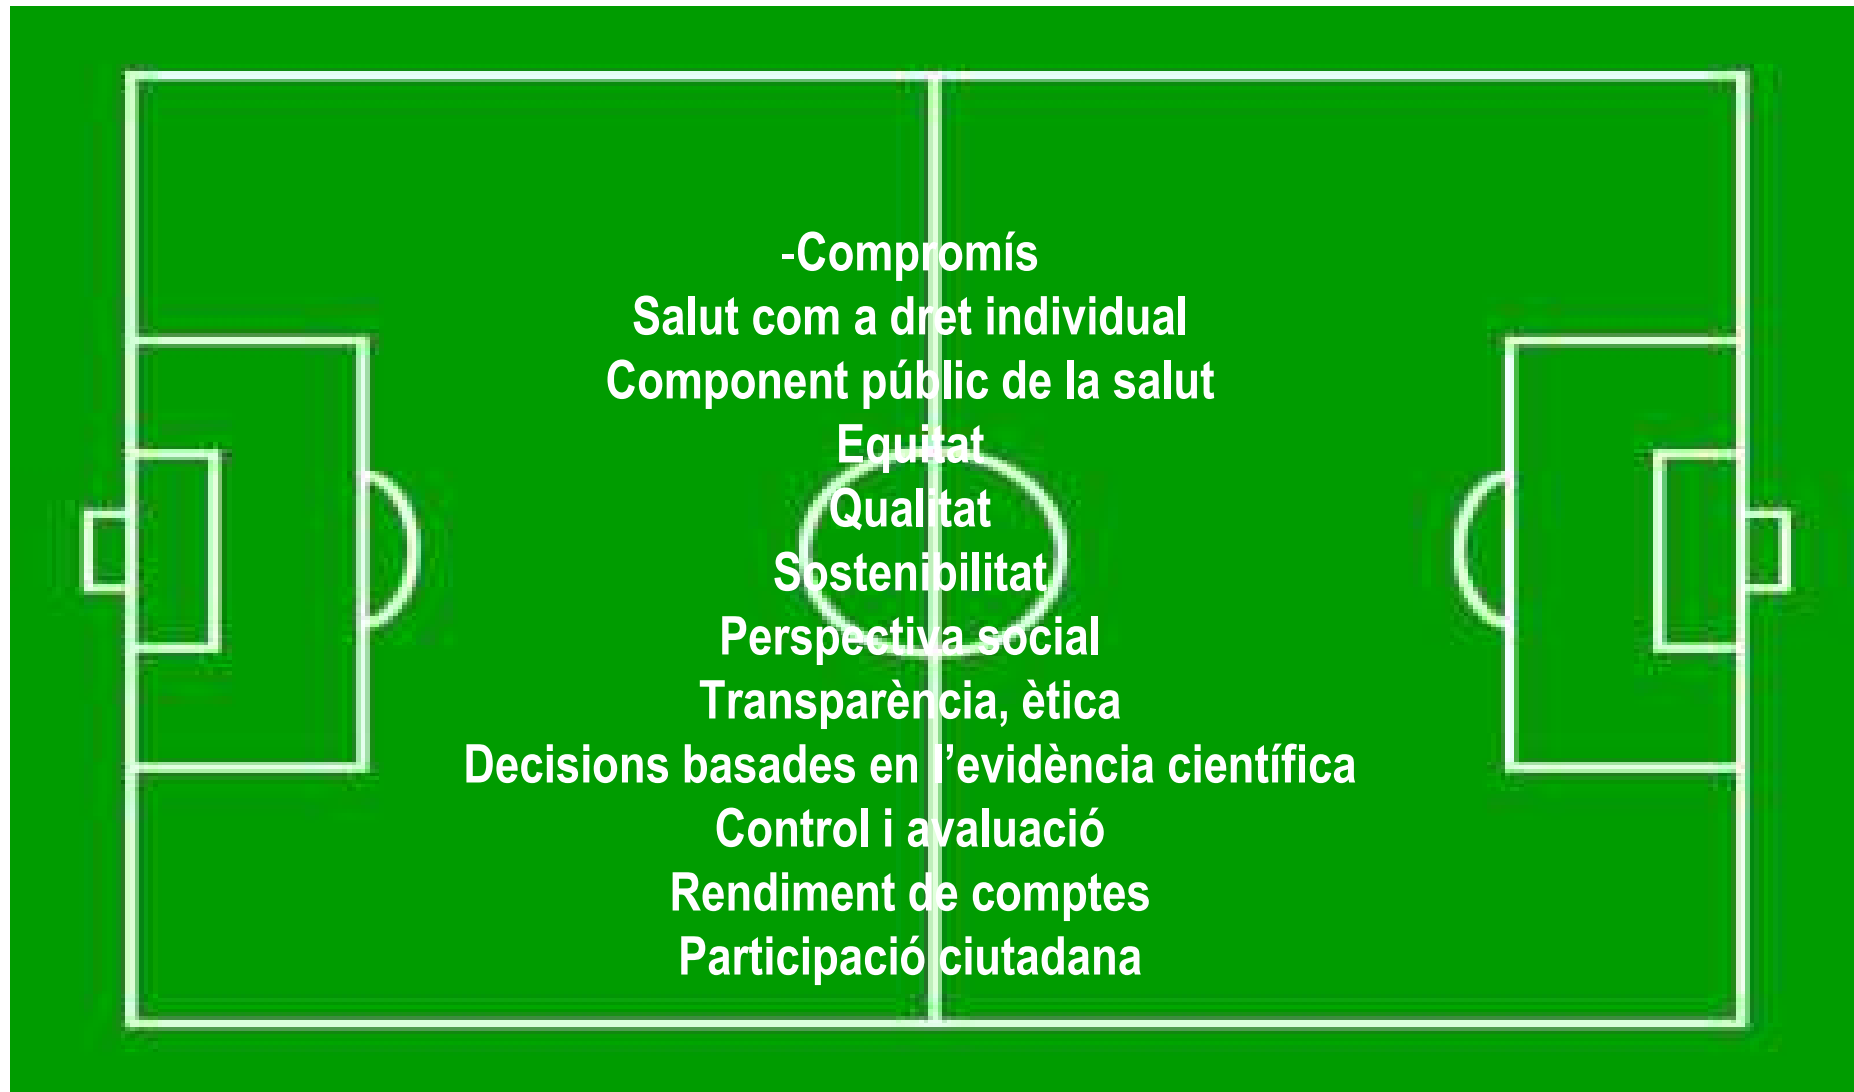 -Compromís
Salut com a dret individual
Component públic de la salut
Equitat
Qualitat
Sostenibilitat
Perspectiva social
Transparència, ètica
Decisions basades en l’evidència científica
Control i avaluació
Rendiment de comptes
Participació ciutadana